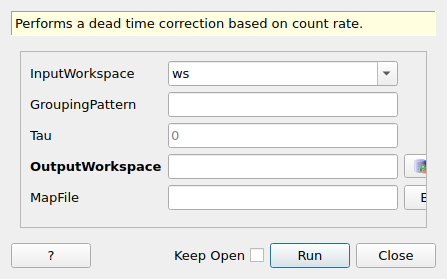 Performs a dead time correction based on count rate.
InputWorkspace ws
GroupingPattern
Tau 0
OutputWorkspace
MapFile
? Keep Open Run Close